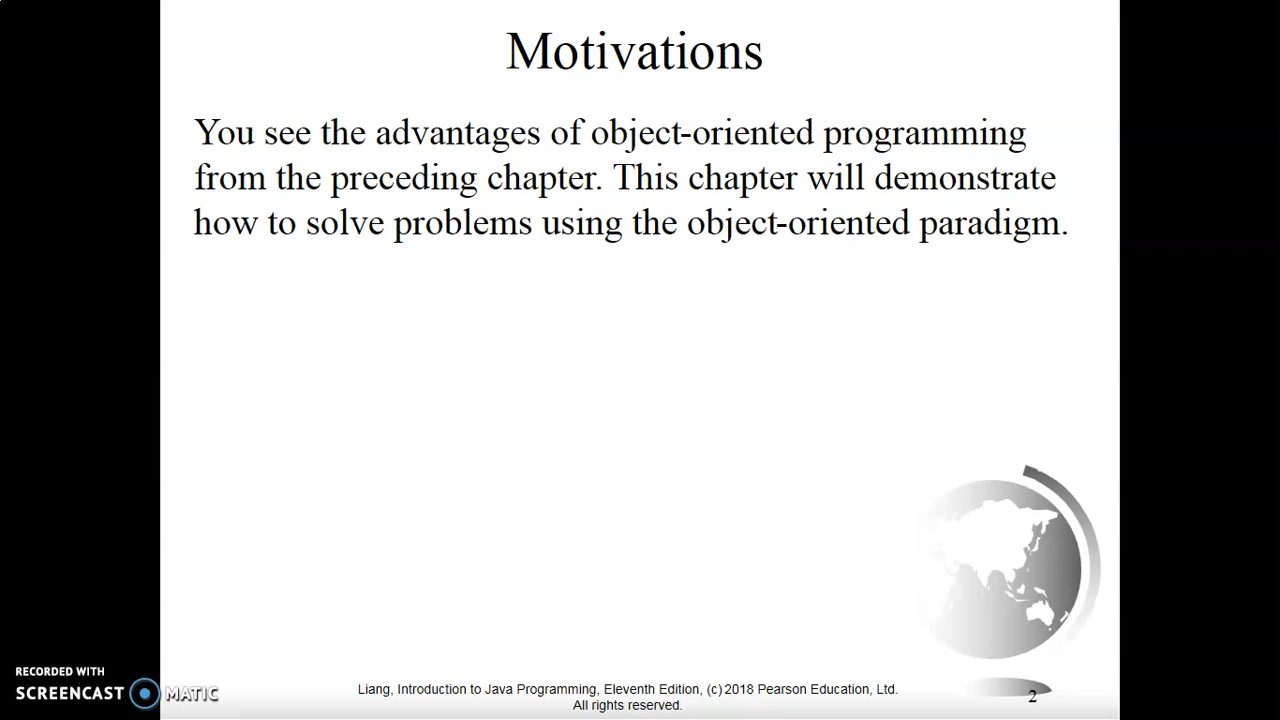 Motivations
You see the advantages of object-oriented programming
from the preceding chapter. This chapter will demonstrate
how to solve problems using the object-oriented paradigm.
RECORDED WITH
SCREENCAST MATIC
Liang, Introduction to Java Programming, Eleventh Edition, (c) 2018 Pearson Education, Ltd.
All rights reserved.
2